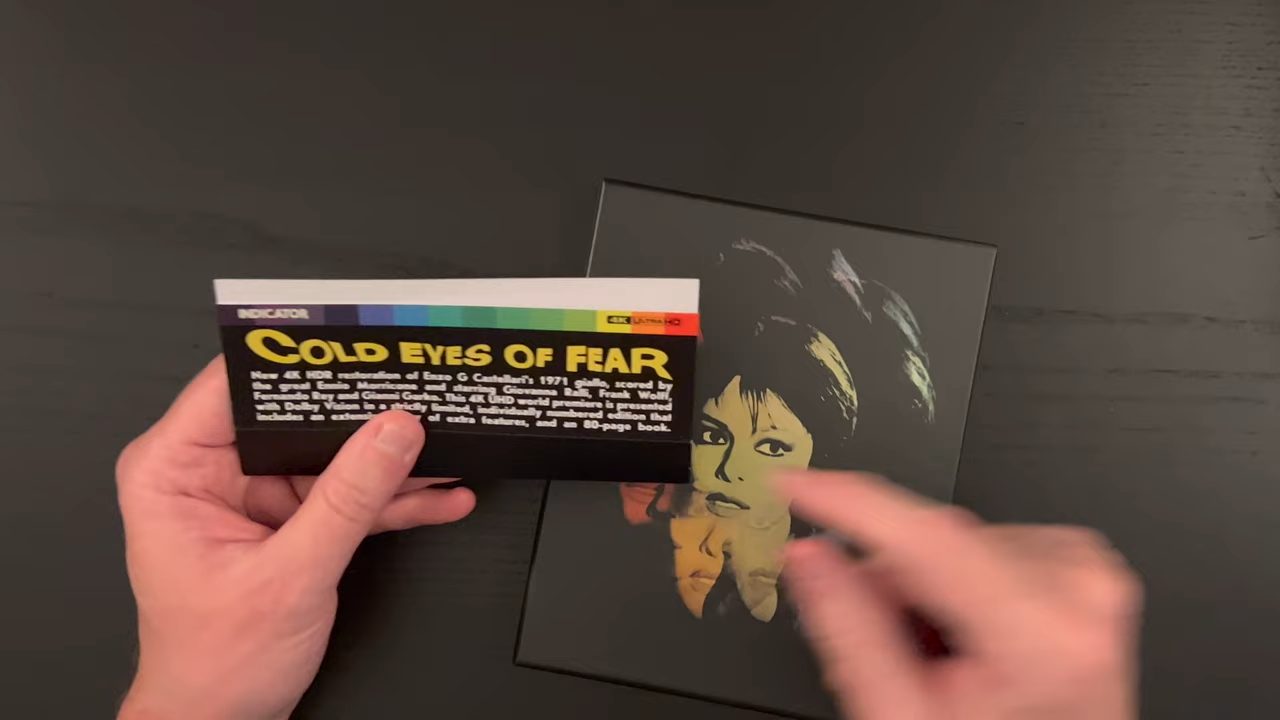 INDICATOR
4K ULTRA HD
COLD EYES OF FEAR
New 4K HDR restoration of Enzo G Castellari's 1971 giallo, scored by
the great Ennio Morricone and starring Giovanna Ralli, Frank Wolff,
Fernando Rey and Gianni Garko. This 4K UHD world premiere is presented
with Dolby Vision in a strictly limited, individually numbered edition that
includes an of extra features, and an 80-page book.